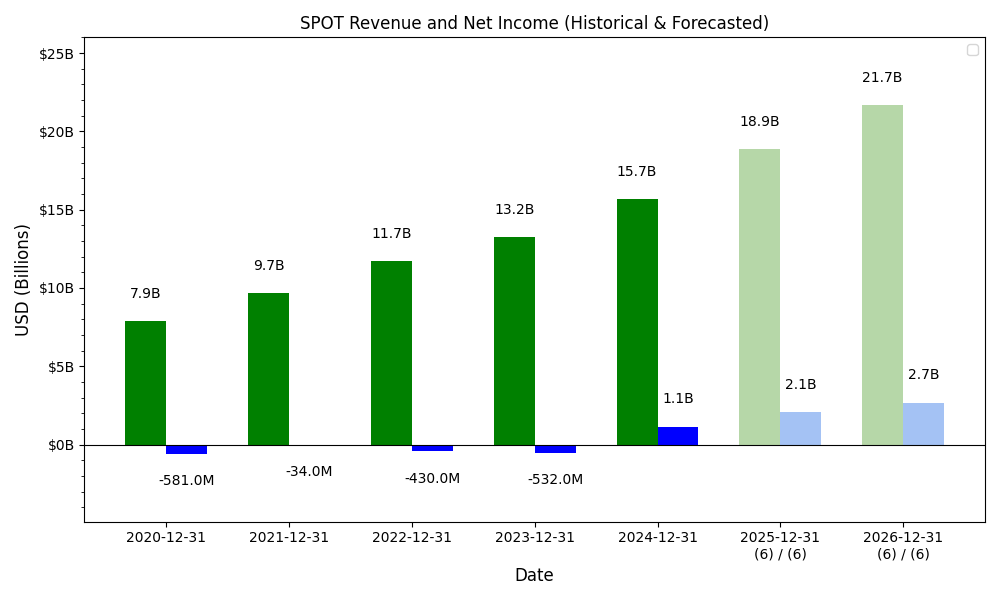 SPOT Revenue and Net Income (Historical & Forecasted)
$25B
$20B
$15B
$10B
$5B
$0B
USD (Billions)
7.9B
9.7B
11.7B
13.2B
15.7B
18.9B
21.7B
-581.0M
-34.0M
-430.0M
-532.0M
1.1B
2.1B
2.7B
2020-12-31
2021-12-31
2022-12-31
2023-12-31
2024-12-31
2025-12-31
(6) / (6)
2026-12-31
(6) / (6)
Date